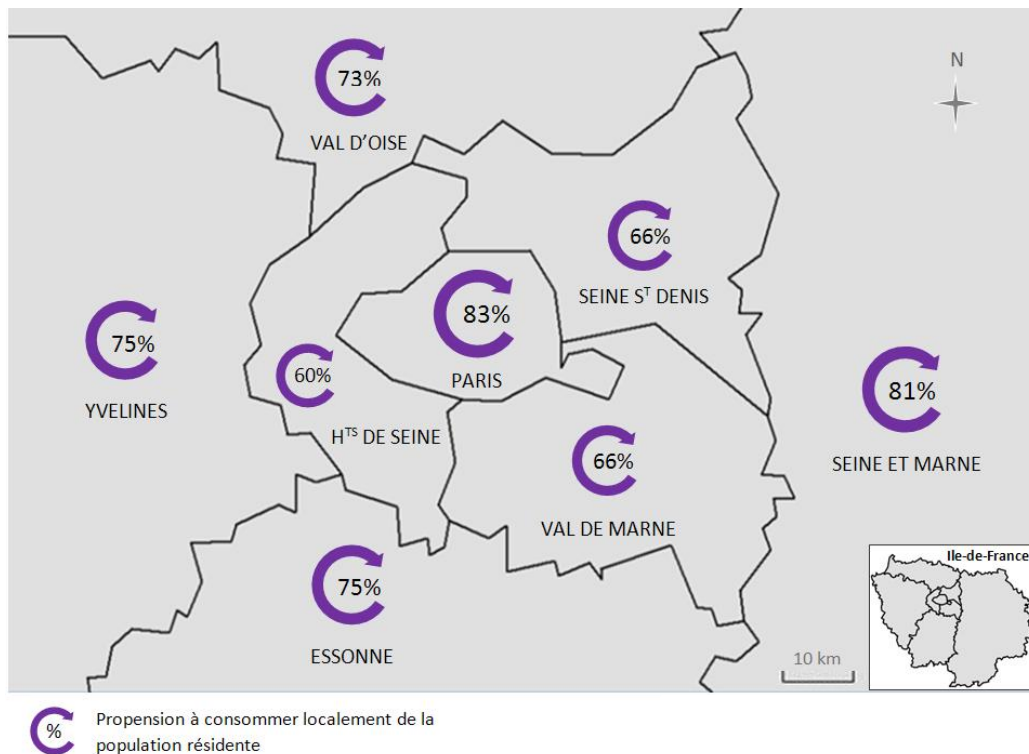 N
73%
VAL D'OISE
66%
SEINE Sᵀ DENIS
83%
PARIS
75%
YVELINES
60%
Hᵀˢ DE SEINE
81%
SEINE ET MARNE
66%
VAL DE MARNE
75%
ESSONNE
Ile-de-France
10 km
% Propension à consommer localement de la
population résidente